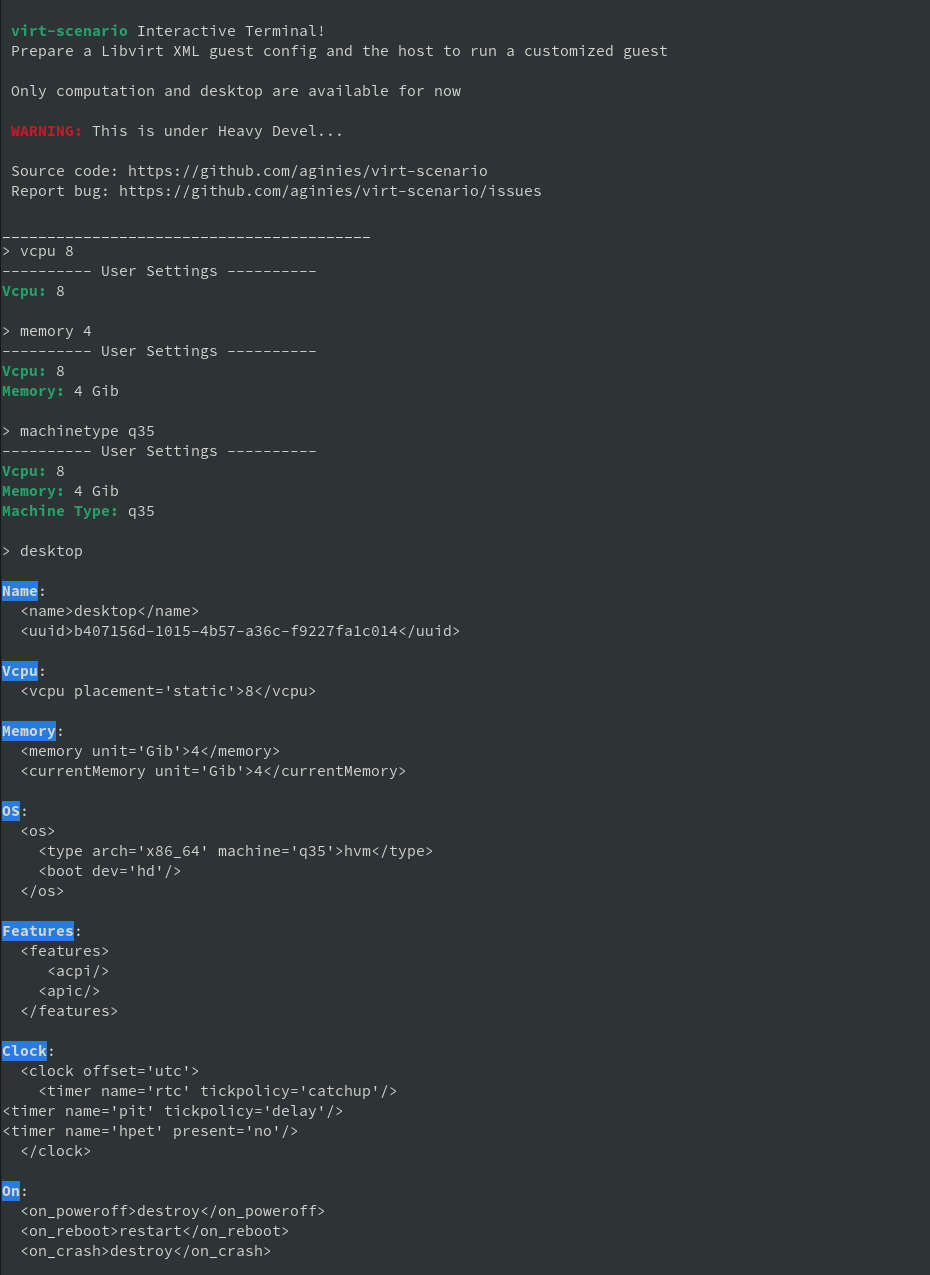 virt-scenario Interactive Terminal!
Prepare a Libvirt XML guest config and the host to run a customized guest
Only computation and desktop are available for now
WARNING: This is under Heavy Devel...
Source code: https://github.com/aginies/virt-scenario
Report bug: https://github.com/aginies/virt-scenario/issues
_________________________________________
> vcpu 8
---------- User Settings ----------
Vcpu: 8
> memory 4
---------- User Settings ----------
Vcpu: 8
Memory: 4 Gib
> machinetype q35
---------- User Settings ----------
Vcpu: 8
Memory: 4 Gib
Machine Type: q35
> desktop
Name:
  <name>desktop</name>
  <uuid>b407156d-1015-4b57-a36c-f9227fa1c014</uuid>
Vcpu:
  <vcpu placement='static'>8</vcpu>
Memory:
  <memory unit='Gib'>4</memory>
  <currentMemory unit='Gib'>4</currentMemory>
OS:
  <os>
    <type arch='x86_64' machine='q35'>hvm</type>
    <boot dev='hd'/>
  </os>
Features:
  <features>
     <acpi/>
    <apic/>
  </features>
Clock:
  <clock offset='utc'>
    <timer name='rtc' tickpolicy='catchup'/>
<timer name='pit' tickpolicy='delay'/>
<timer name='hpet' present='no'/>
  </clock>
On:
  <on_poweroff>destroy</on_poweroff>
  <on_reboot>restart</on_reboot>
  <on_crash>destroy</on_crash>